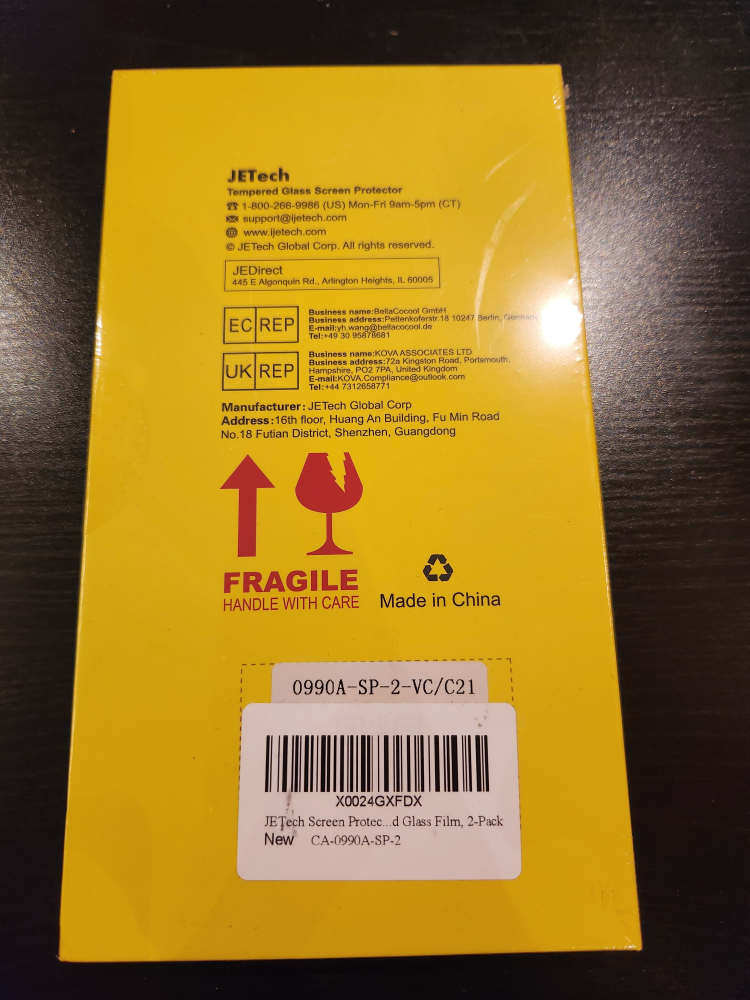 JETech
Tempered Glass Screen Protector
1-800-266-9986 (US) Mon-Fri 9am-5pm (CT)
support@ijetech.com
www.ijetech.com
© JETech Global Corp. All rights reserved.
JEDirect
445 E Algonquin Rd., Arlington Heights, IL 60005
EC REP
Business name:BellaCocool GmbH
Business address:Pettenkoferstr.18 10247 Berlin, Germany
E-mail:yh.wang@bellacocool.de
Tel:+49 30 95878681
UK REP
Business name:KOVA ASSOCIATES LTD
Business address:72a Kingston Road, Portsmouth,
Hampshire, PO2 7PA, United Kingdom
E-mail:KOVA.Compliance@outlook.com
Tel:+44 7312658771
Manufacturer: JETech Global Corp
Address:16th floor, Huang An Building, Fu Min Road
No.18 Futian District, Shenzhen, Guangdong
FRAGILE
HANDLE WITH CARE
Made in China
0990A-SP-2-VC/C21
X0024GXFDX
JETech Screen Protec...d Glass Film, 2-Pack
New CA-0990A-SP-2